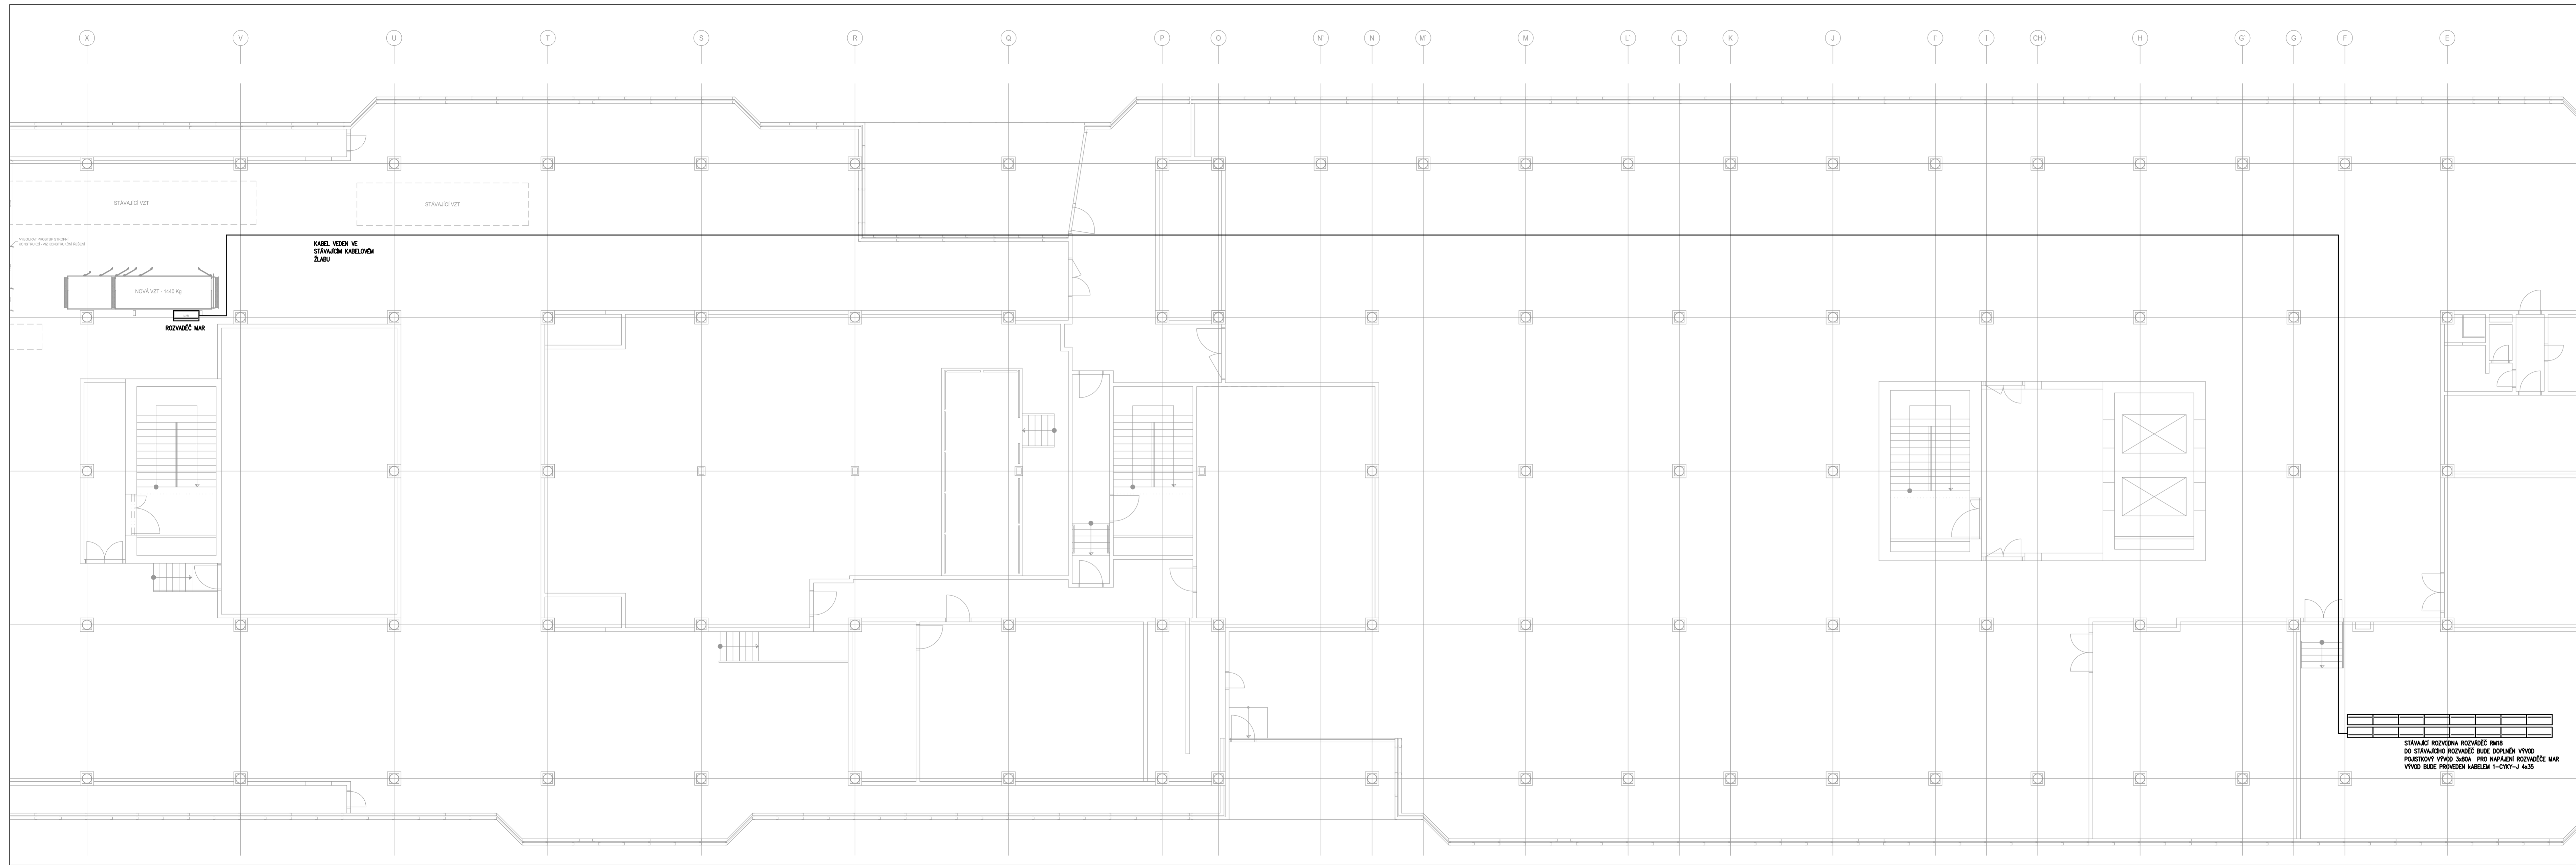 X V U T S R Q P O N' N M' M L' L K J I' I CH H G' G F E
STÁVAJÍCÍ VZT
STÁVAJÍCÍ VZT
KABEL VEDEN VE
STÁVAJÍCÍM KABELOVÉM
ŽLABU
NOVÁ VZT - 1440 Kg
ROZVADĚČ MAR
STÁVAJÍCÍ ROZVODNA ROZVÁDĚČ RM18
DO STÁVAJÍCÍHO ROZVADĚČ BUDE DOPLNĚN VÝVOD
POJISTKOVÝ VÝVOD 3x80A PRO NAPÁJENÍ ROZVADĚČE MAR
VÝVOD BUDE PROVEDEN kABELEM 1-CYKY-J 4x35